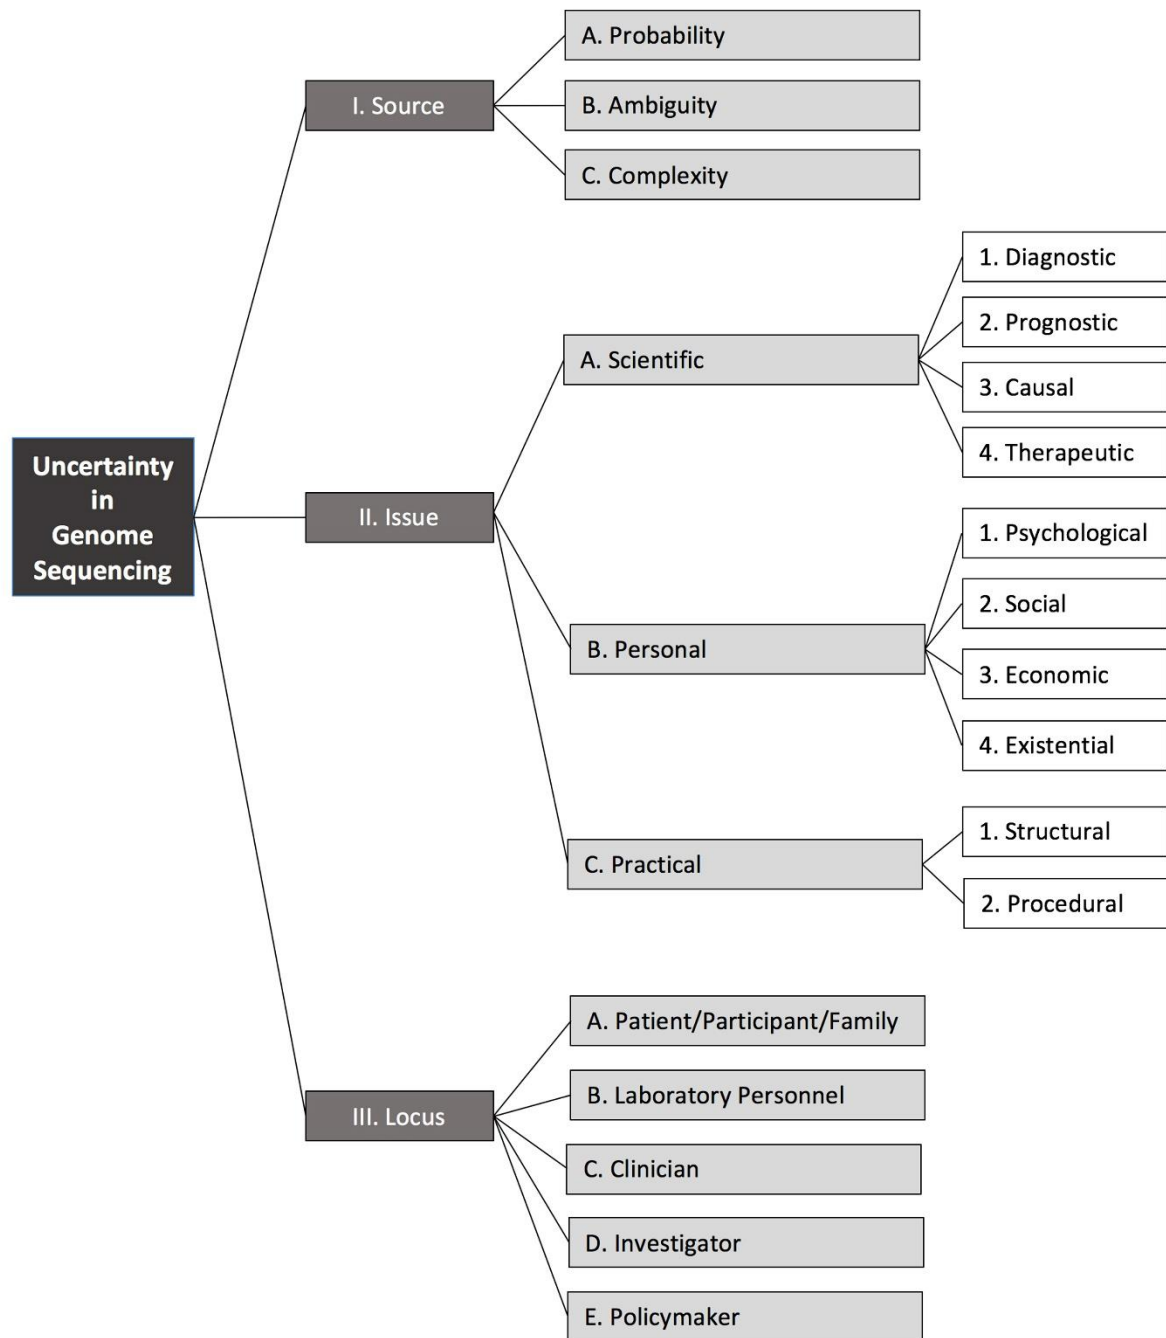 Uncertainty
in
Genome
Sequencing
I. Source
A. Probability
B. Ambiguity
C. Complexity
II. Issue
A. Scientific
1. Diagnostic
2. Prognostic
3. Causal
4. Therapeutic
B. Personal
1. Psychological
2. Social
3. Economic
4. Existential
C. Practical
1. Structural
2. Procedural
III. Locus
A. Patient/Participant/Family
B. Laboratory Personnel
C. Clinician
D. Investigator
E. Policymaker